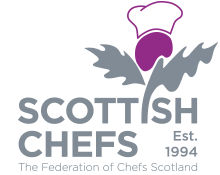 SCOTTISH
CHEFS Est.
1994
The Federation of Chefs Scotland